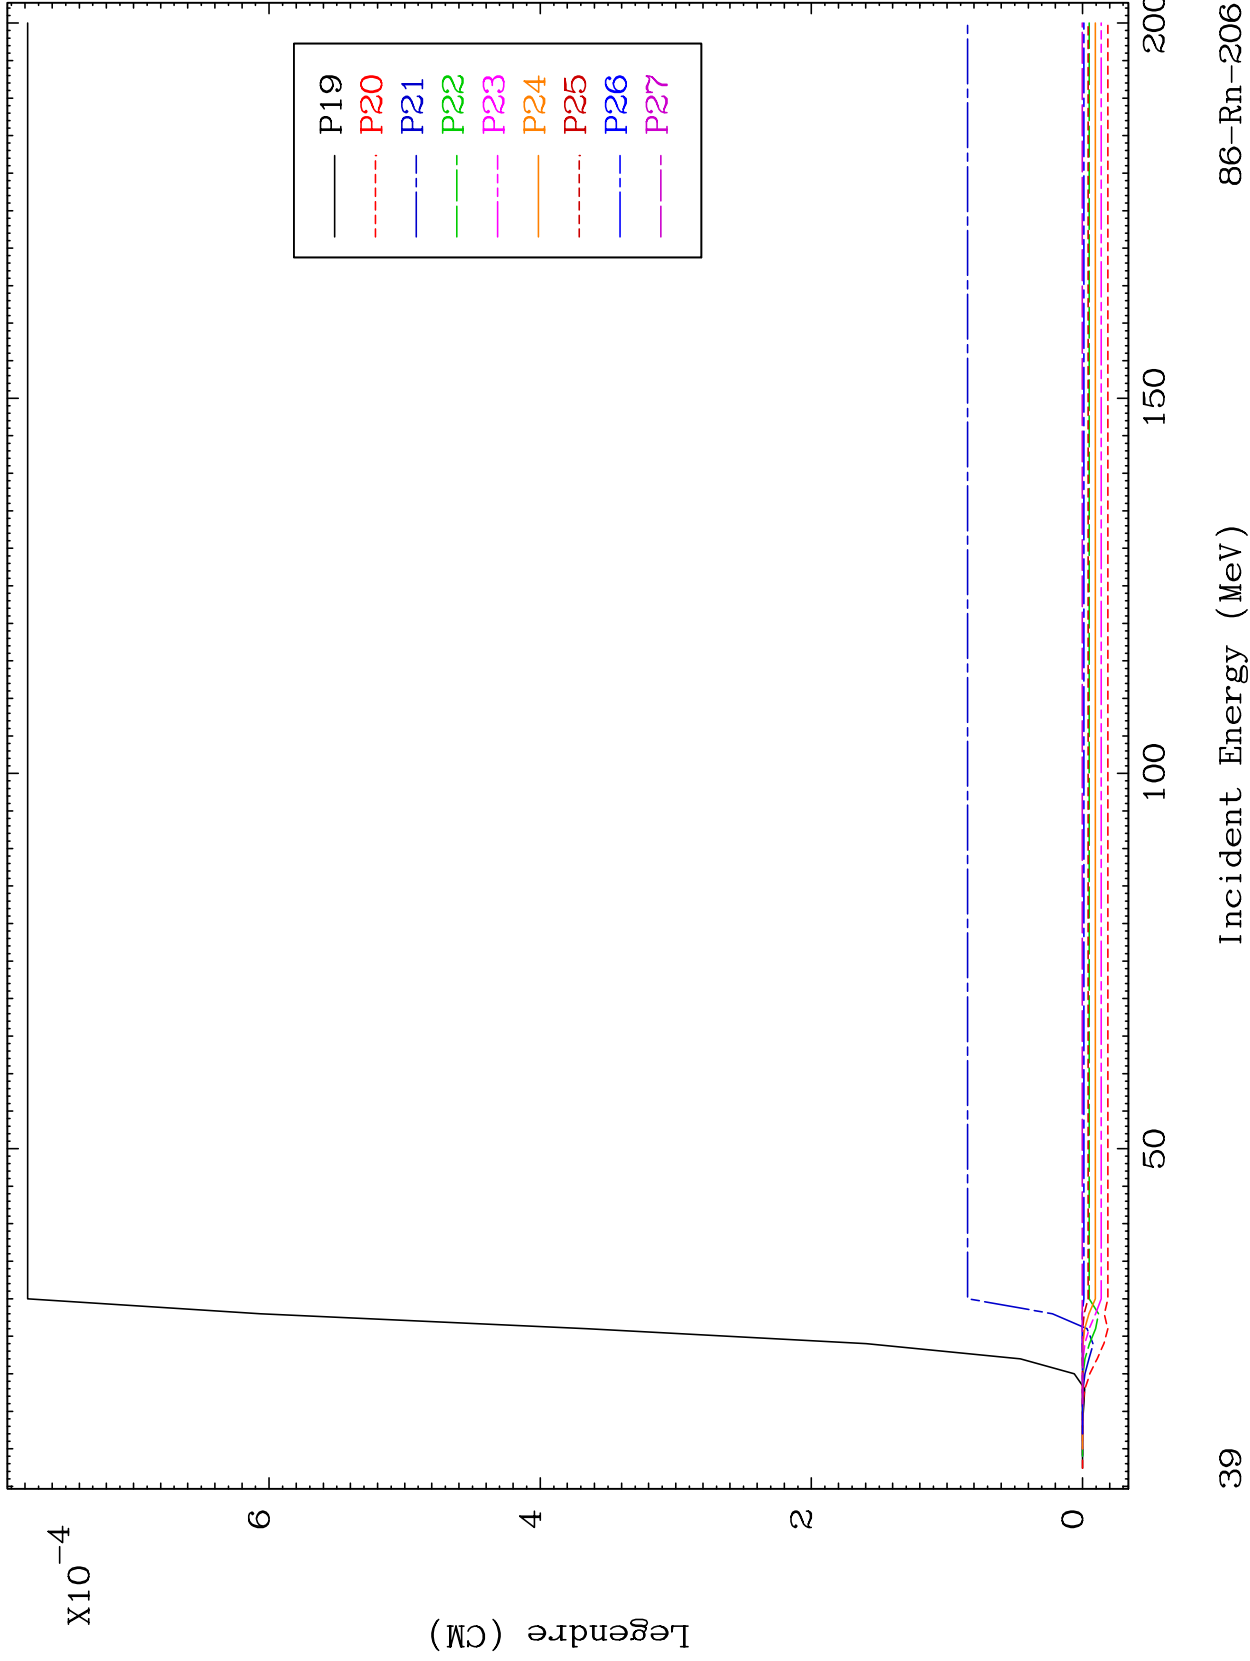 X10-4
6
4
2
0
Legendre (CM)
P19
P20
P21
P22
P23
P24
P25
P26
P27
50
100
150
200
Incident Energy (MeV)
39
86-Rn-206